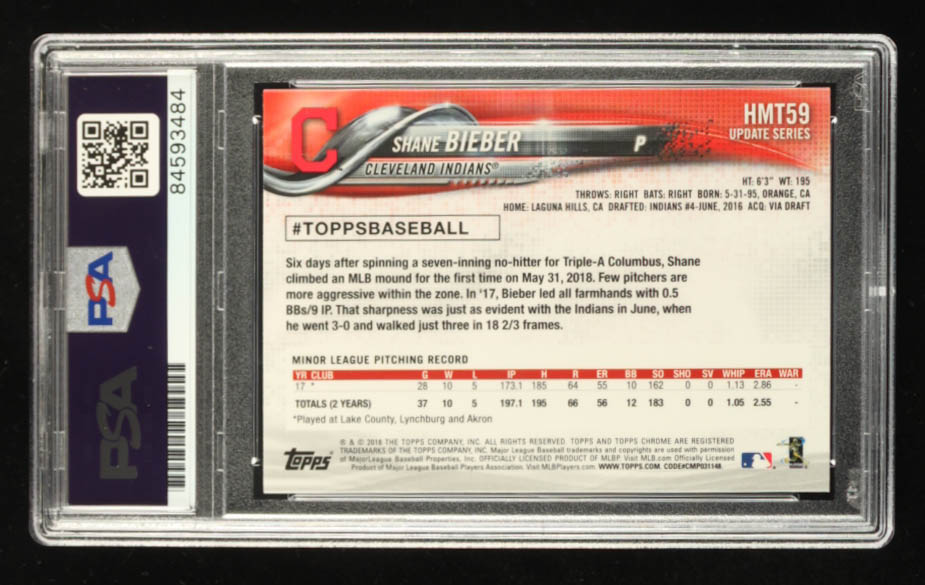 84593484
PSA
PSA
C
HMT59
UPDATE SERIES
SHANE BIEBER
P
CLEVELAND INDIANS®
HT: 6'3" WT: 195
THROWS: RIGHT BATS: RIGHT BORN: 5-31-95, ORANGE, CA
HOME: LAGUNA HILLS, CA DRAFTED: INDIANS #4-JUNE, 2016 ACQ: VIA DRAFT
#TOPPSBASEBALL
Six days after spinning a seven-inning no-hitter for Triple-A Columbus, Shane
climbed an MLB mound for the first time on May 31, 2018. Few pitchers are
more aggressive within the zone. In '17, Bieber led all farmhands with 0.5
BBs/9 IP. That sharpness was just as evident with the Indians in June, when
he went 3-0 and walked just three in 18 2/3 frames.
MINOR LEAGUE PITCHING RECORD
YR CLUB G W L IP H R ER BB SO SHO SV WHIP ERA WAR
17 * 28 10 5 173.1 185 64 55 10 162 0 0 1.13 2.86 -
TOTALS (2 YEARS) 37 10 5 197.1 195 66 56 12 183 0 0 1.05 2.55 -
*Played at Lake County, Lynchburg and Akron
® & © 2018 THE TOPPS COMPANY, INC. ALL RIGHTS RESERVED. TOPPS AND TOPPS CHROME ARE REGISTERED
TRADEMARKS OF THE TOPPS COMPANY, INC. Major League Baseball trademarks and copyrights are used with permission
of Major League Baseball Properties, Inc. OFFICIALLY LICENSED PRODUCT OF MLBP. Visit MLB.com Officially Licensed
Product of Major League Baseball Players Association. Visit MLBPlayers.com WWW.TOPPS.COM. CODE#CMP031148.
Topps